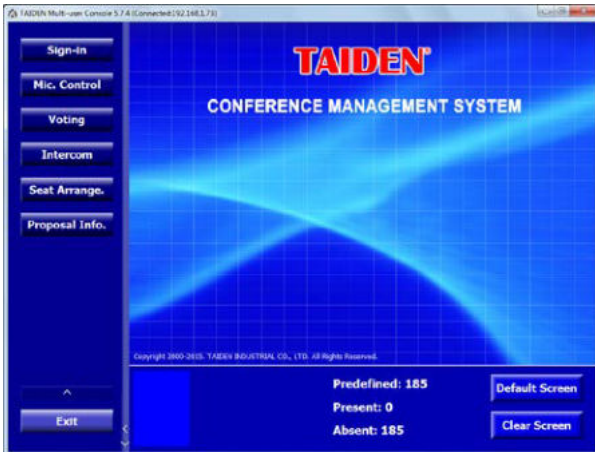 TAIDEN Multi-user Console 5.7.4 (Connected:192.168.1.73)
Sign-in
Mic. Control
Voting
Intercom
Seat Arrange.
Proposal Info.
^
Exit
TAIDEN®
CONFERENCE MANAGEMENT SYSTEM
Copyright 2000-2015. TAIDEN INDUSTRIAL CO., LTD. All Rights Reserved.
Predefined: 185
Present: 0
Absent: 185
Default Screen
Clear Screen